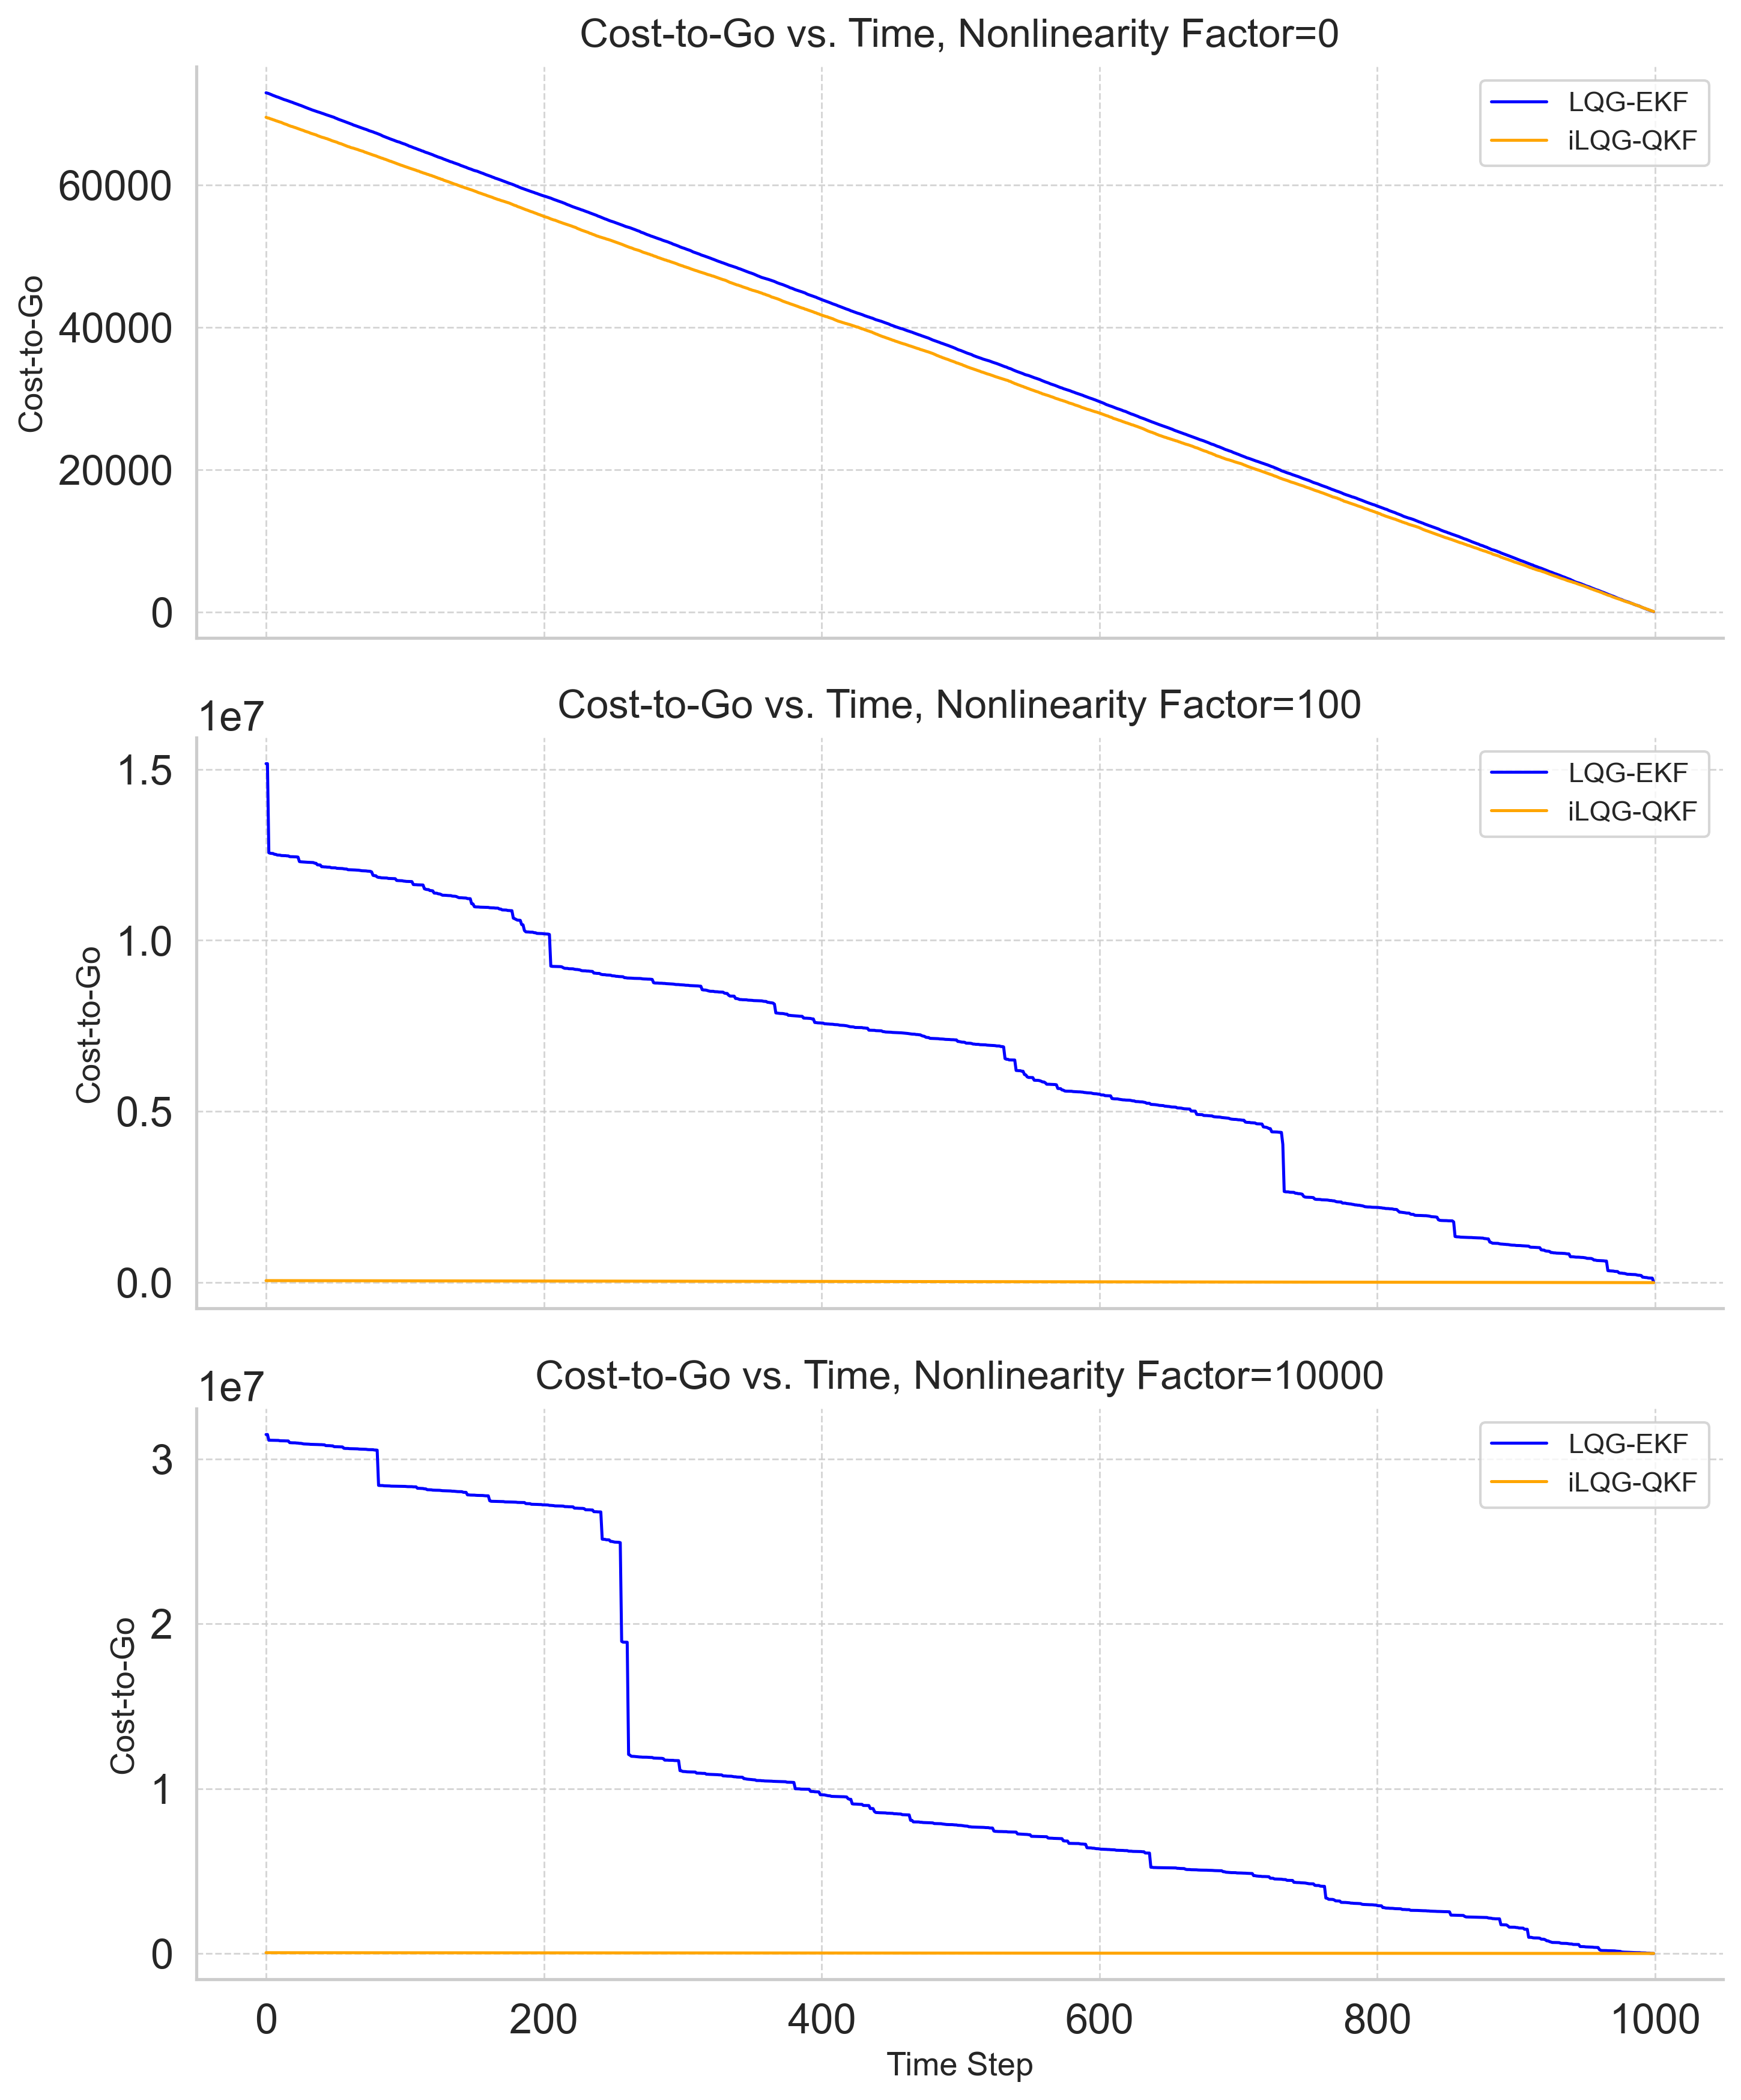 Cost-to-Go vs. Time, Nonlinearity Factor=0
LQG-EKF
iLQG-QKF
60000
40000
20000
0
Cost-to-Go
1e7
Cost-to-Go vs. Time, Nonlinearity Factor=100
LQG-EKF
iLQG-QKF
1.5
1.0
0.5
0.0
Cost-to-Go
1e7
Cost-to-Go vs. Time, Nonlinearity Factor=10000
LQG-EKF
iLQG-QKF
3
2
1
0
Cost-to-Go
0 200 400 600 800 1000
Time Step